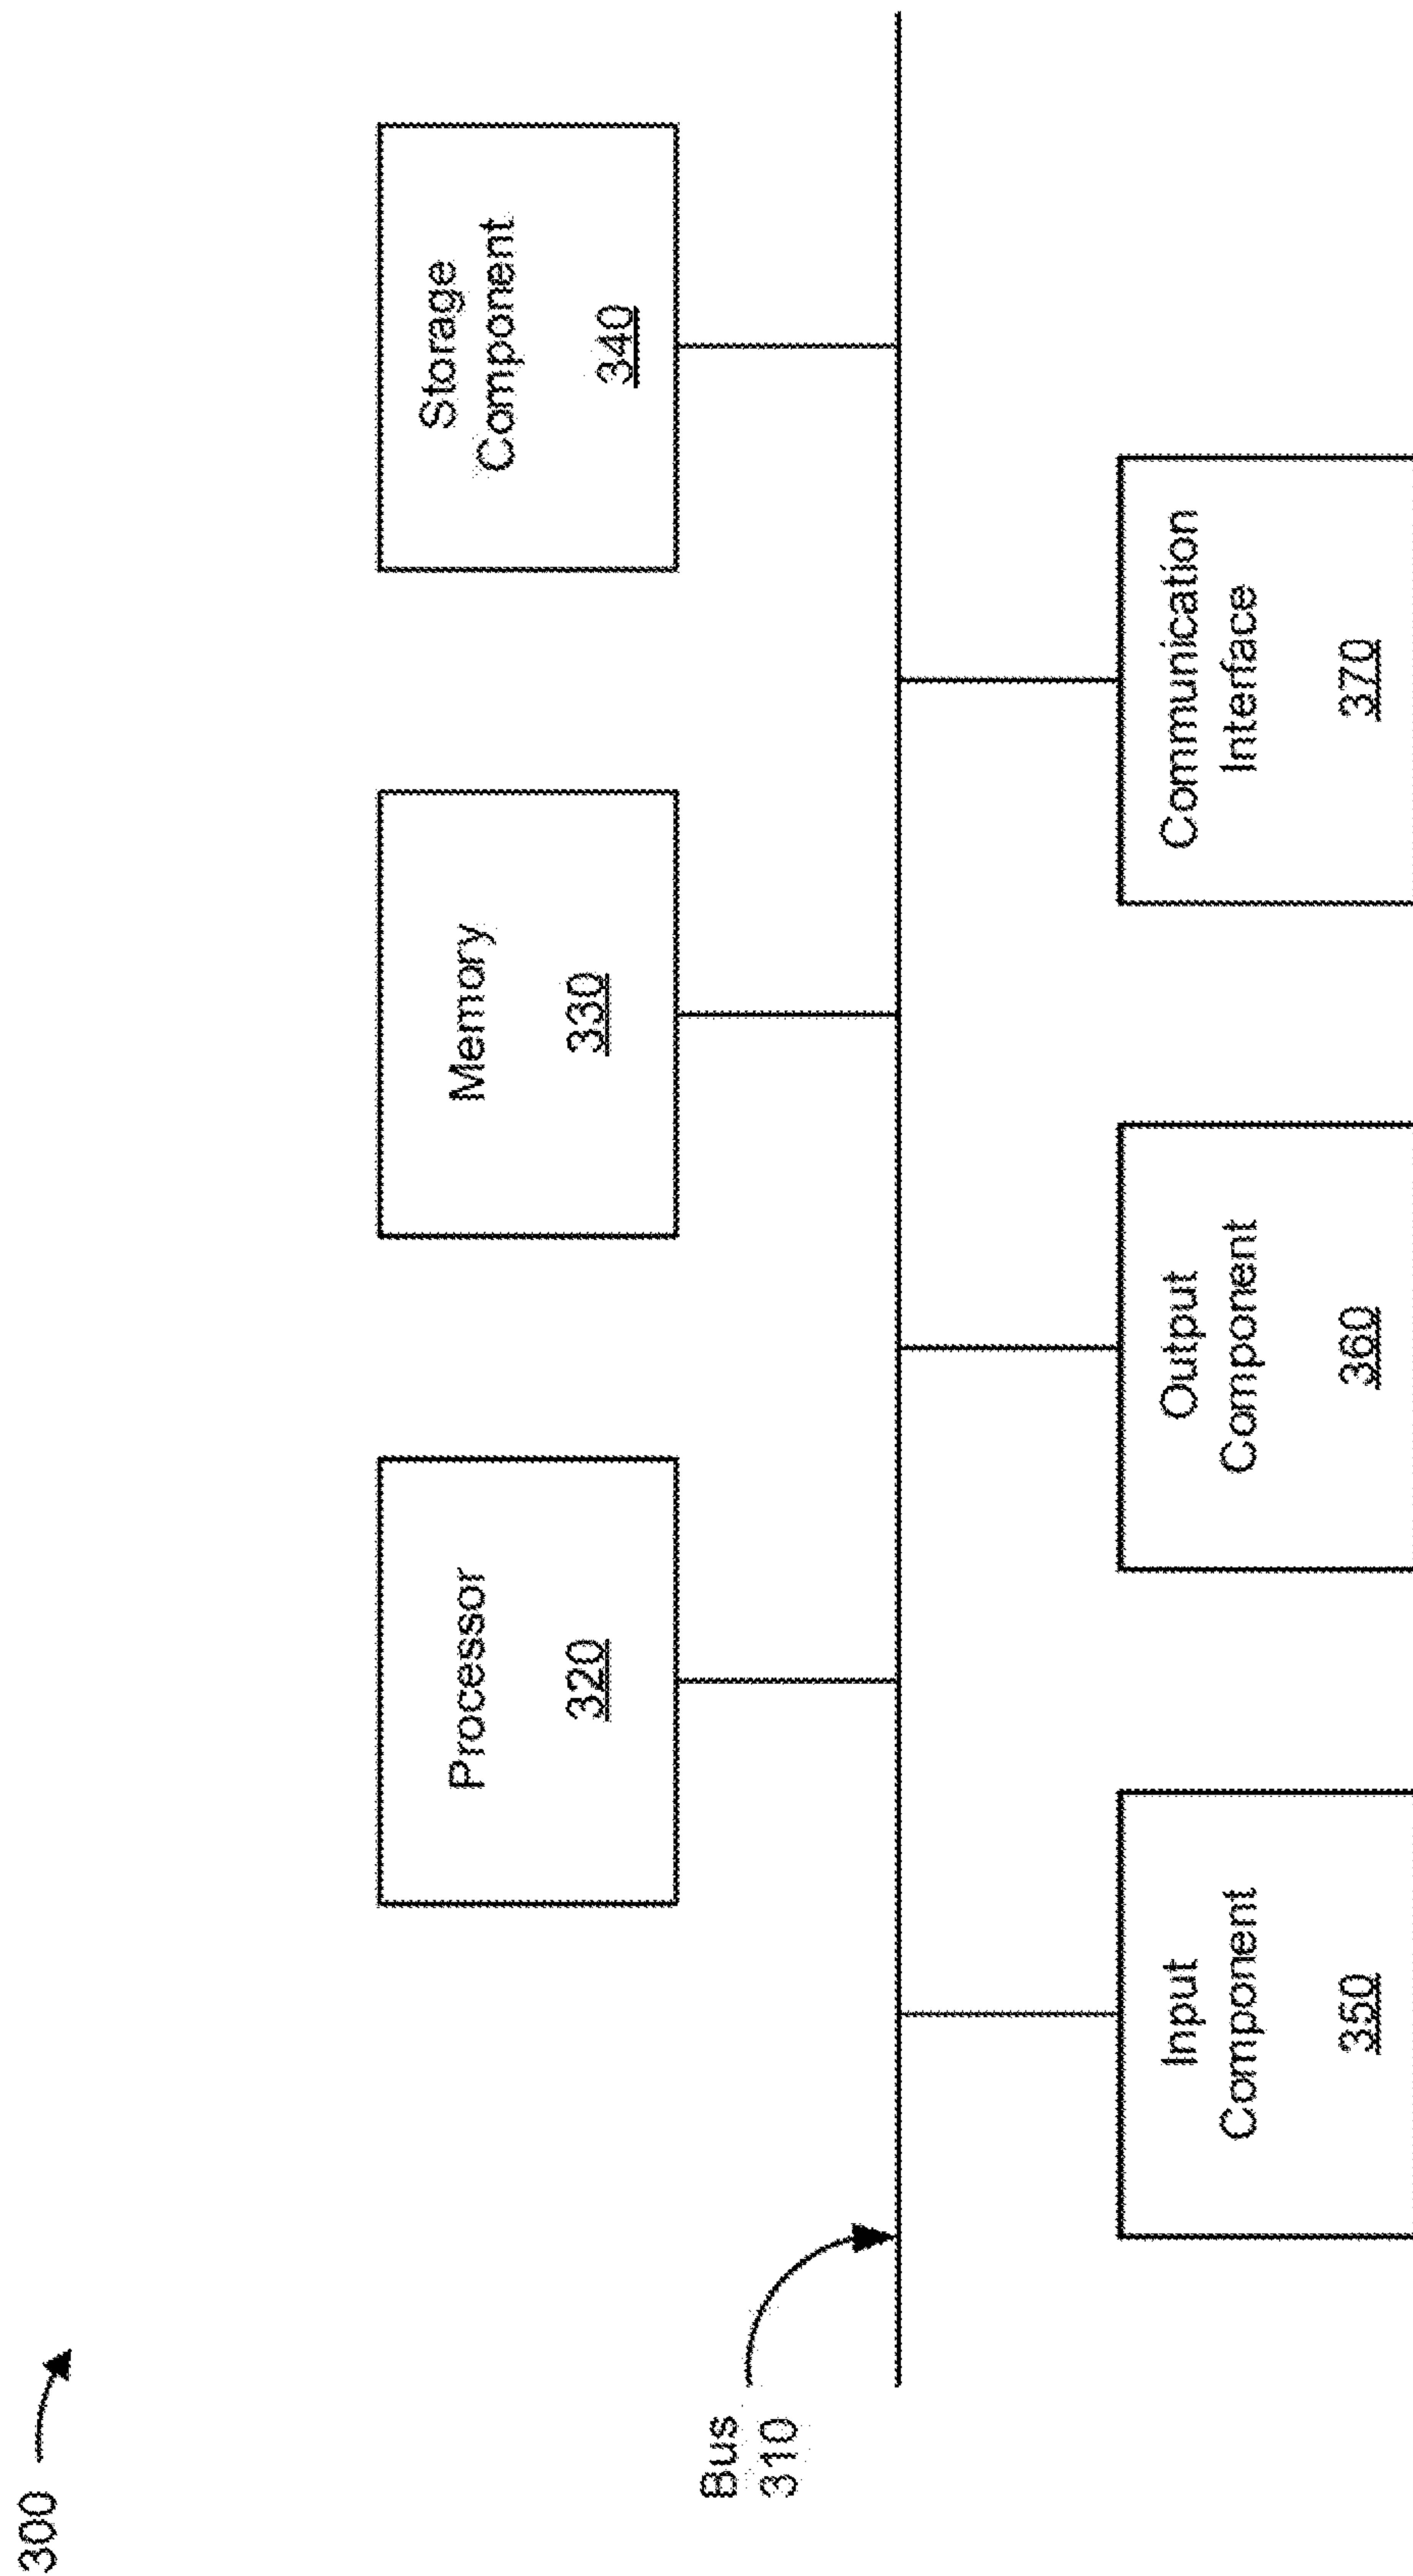 300
Processor
320
Memory
330
Storage
Component
340
Bus
310
Input
Component
350
Output
Component
360
Communication
Interface
370